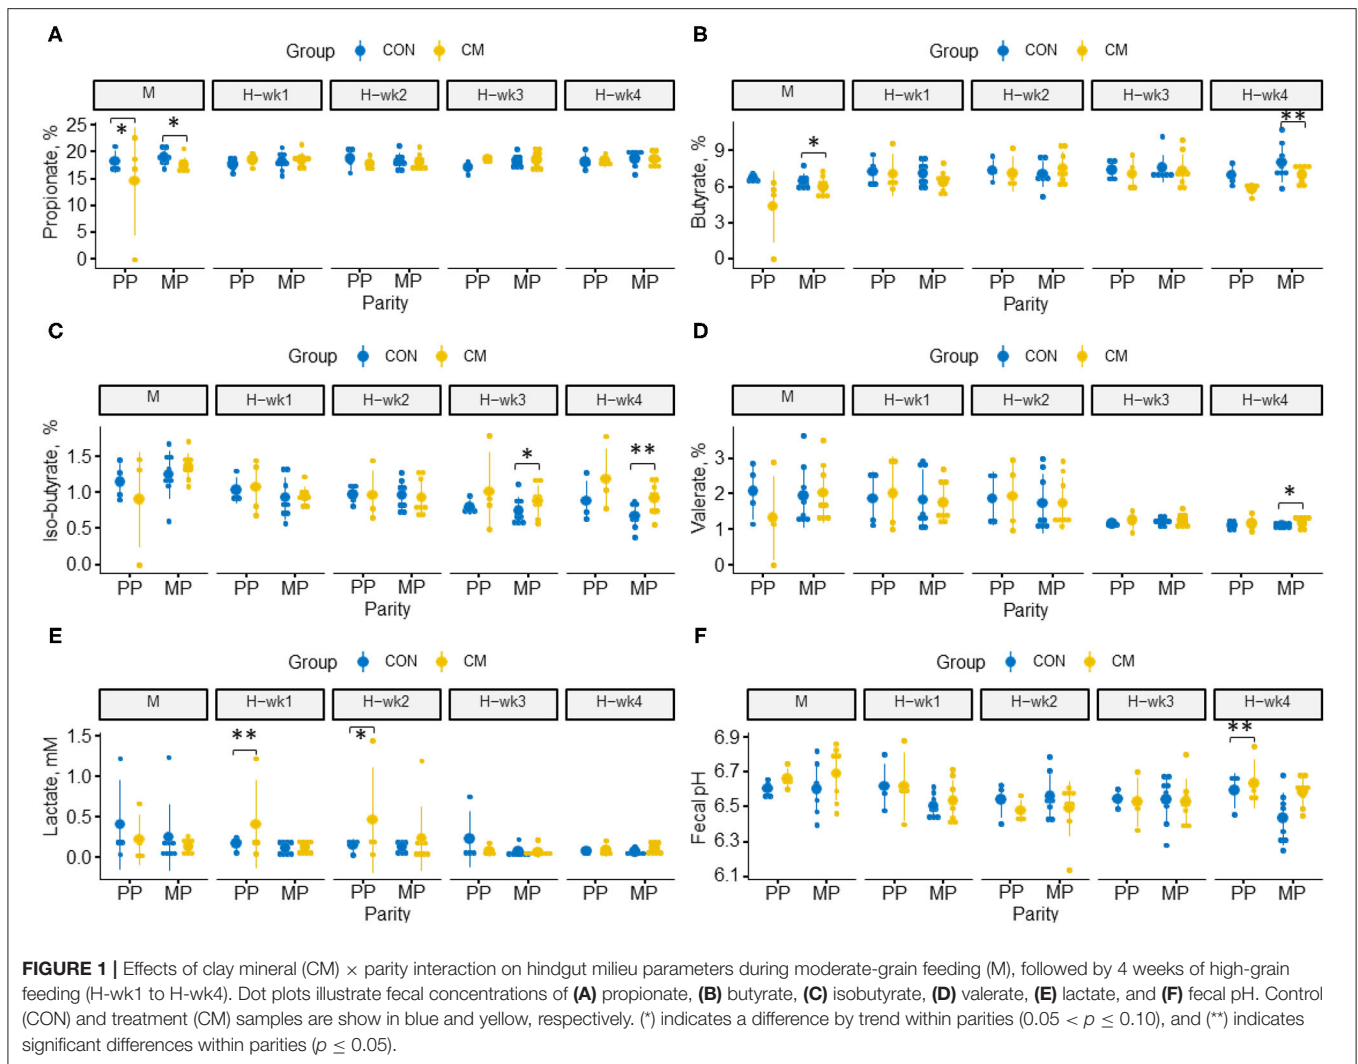 A
Group CON CM
M H-wk1 H-wk2 H-wk3 H-wk4
* *
25
20
15
10
5
0
Propionate, %
PP MP PP MP PP MP PP MP PP MP
Parity
B
Group CON CM
M H-wk1 H-wk2 H-wk3 H-wk4
* **
9
6
3
0
Butyrate, %
PP MP PP MP PP MP PP MP PP MP
Parity
C
Group CON CM
M H-wk1 H-wk2 H-wk3 H-wk4
* **
1.5
1.0
0.5
0.0
Iso-butyrate, %
PP MP PP MP PP MP PP MP PP MP
Parity
D
Group CON CM
M H-wk1 H-wk2 H-wk3 H-wk4
*
3
2
1
0
Valerate, %
PP MP PP MP PP MP PP MP PP MP
Parity
E
Group CON CM
M H-wk1 H-wk2 H-wk3 H-wk4
** *
1.5
1.0
0.5
0.0
Lactate, mM
PP MP PP MP PP MP PP MP PP MP
Parity
F
Group CON CM
M H-wk1 H-wk2 H-wk3 H-wk4
**
6.9
6.7
6.5
6.3
6.1
Fecal pH
PP MP PP MP PP MP PP MP PP MP
Parity
FIGURE 1 | Effects of clay mineral (CM) × parity interaction on hindgut milieu parameters during moderate-grain feeding (M), followed by 4 weeks of high-grain
feeding (H-wk1 to H-wk4). Dot plots illustrate fecal concentrations of (A) propionate, (B) butyrate, (C) isobutyrate, (D) valerate, (E) lactate, and (F) fecal pH. Control
(CON) and treatment (CM) samples are show in blue and yellow, respectively. (*) indicates a difference by trend within parities (0.05 < p ≤ 0.10), and (**) indicates
significant differences within parities (p ≤ 0.05).